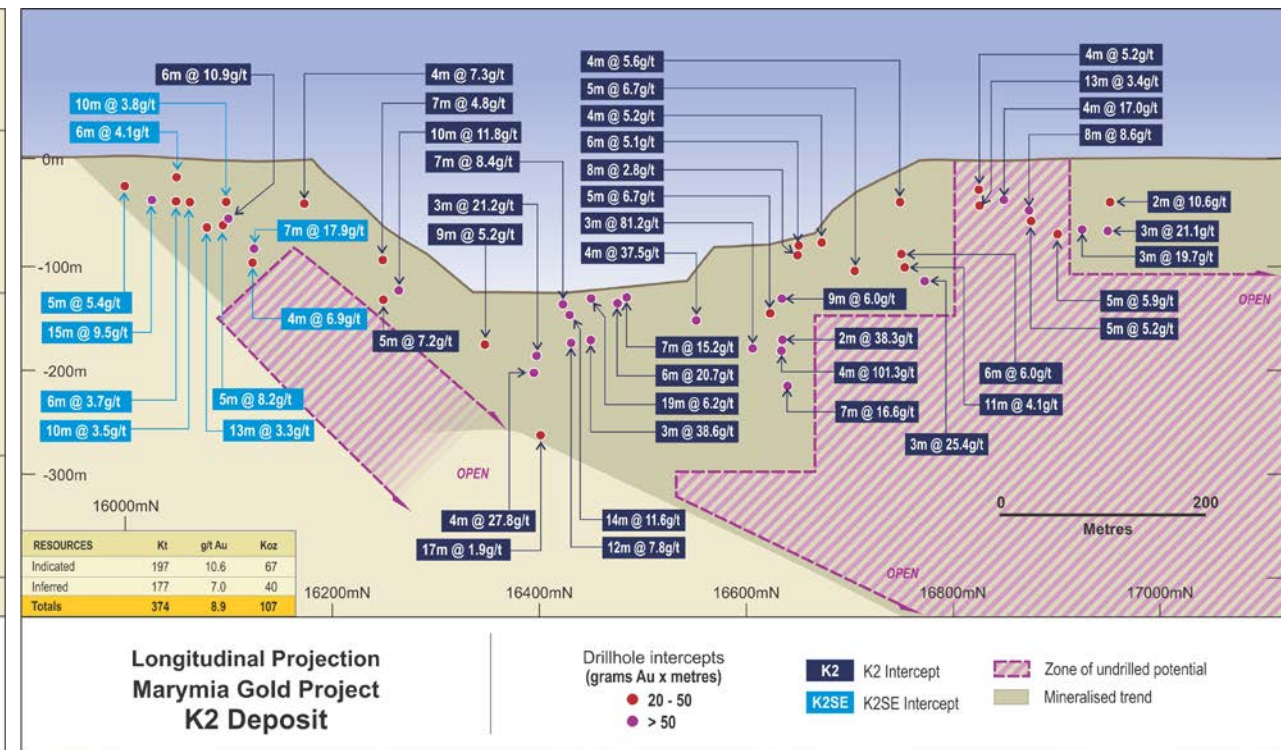 6m @ 10.9g/t
10m @ 3.8g/t
6m @ 4.1g/t
4m @ 7.3g/t
7m @ 4.8g/t
10m @ 11.8g/t
7m @ 8.4g/t
3m @ 21.2g/t
9m @ 5.2g/t
4m @ 5.6g/t
5m @ 6.7g/t
4m @ 5.2g/t
6m @ 5.1g/t
8m @ 2.8g/t
5m @ 6.7g/t
3m @ 81.2g/t
4m @ 37.5g/t
4m @ 5.2g/t
13m @ 3.4g/t
4m @ 17.0g/t
8m @ 8.6g/t
0m
-100m
-200m
-300m
7m @ 17.9g/t
5m @ 5.4g/t
15m @ 9.5g/t
4m @ 6.9g/t
5m @ 7.2g/t
6m @ 3.7g/t
10m @ 3.5g/t
5m @ 8.2g/t
13m @ 3.3g/t
9m @ 6.0g/t
7m @ 15.2g/t
6m @ 20.7g/t
19m @ 6.2g/t
3m @ 38.6g/t
2m @ 38.3g/t
4m @ 101.3g/t
7m @ 16.6g/t
2m @ 10.6g/t
3m @ 21.1g/t
3m @ 19.7g/t
OPEN
5m @ 5.9g/t
5m @ 5.2g/t
6m @ 6.0g/t
11m @ 4.1g/t
3m @ 25.4g/t
OPEN
4m @ 27.8g/t
17m @ 1.9g/t
14m @ 11.6g/t
12m @ 7.8g/t
0 200
Metres
OPEN
16000mN
16200mN
16400mN
16600mN
16800mN
17000mN
RESOURCES Kt g/t Au Koz
Indicated 197 10.6 67
Inferred 177 7.0 40
Totals 374 8.9 107
Longitudinal Projection
Marymia Gold Project
K2 Deposit
Drillhole intercepts
(grams Au x metres)
20 - 50
> 50
K2 K2 Intercept
K2SE K2SE Intercept
Zone of undrilled potential
Mineralised trend